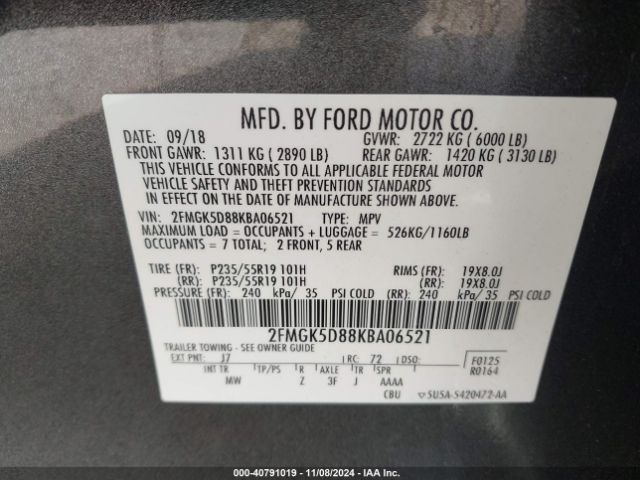 MFD. BY FORD MOTOR CO.
DATE: 09/18 GVWR: 2722 KG ( 6000 LB)
FRONT GAWR: 1311 KG ( 2890 LB) REAR GAWR: 1420 KG ( 3130 LB)
THIS VEHICLE CONFORMS TO ALL APPLICABLE FEDERAL MOTOR
VEHICLE SAFETY AND THEFT PREVENTION STANDARDS
IN EFFECT ON THE DATE OF MANUFACTURE SHOWN ABOVE.
VIN: 2FMGK5D88KBA06521 TYPE: MPV
MAXIMUM LOAD = OCCUPANTS + LUGGAGE = 526KG/1160LB
OCCUPANTS = 7 TOTAL; 2 FRONT, 5 REAR
TIRE (FR): P235/55R19 101H RIMS (FR): 19X8.0J
(RR): P235/55R19 101H (RR): 19X8.0J
PRESSURE (FR): 240 kPa/ 35 PSI COLD (RR): 240 kPa/ 35 PSI COLD
2FMGK5D88KBA06521
TRAILER TOWING - SEE OWNER GUIDE
EXT PNT: J7 RC: 72 DSO: F0125
INT TR TP/PS R AXLE TR SPR R0164
MW Z 3F J AAAA
CBU 5U5A-5420472-AA
000-40791019 - 11/08/2024 - IAA Inc.